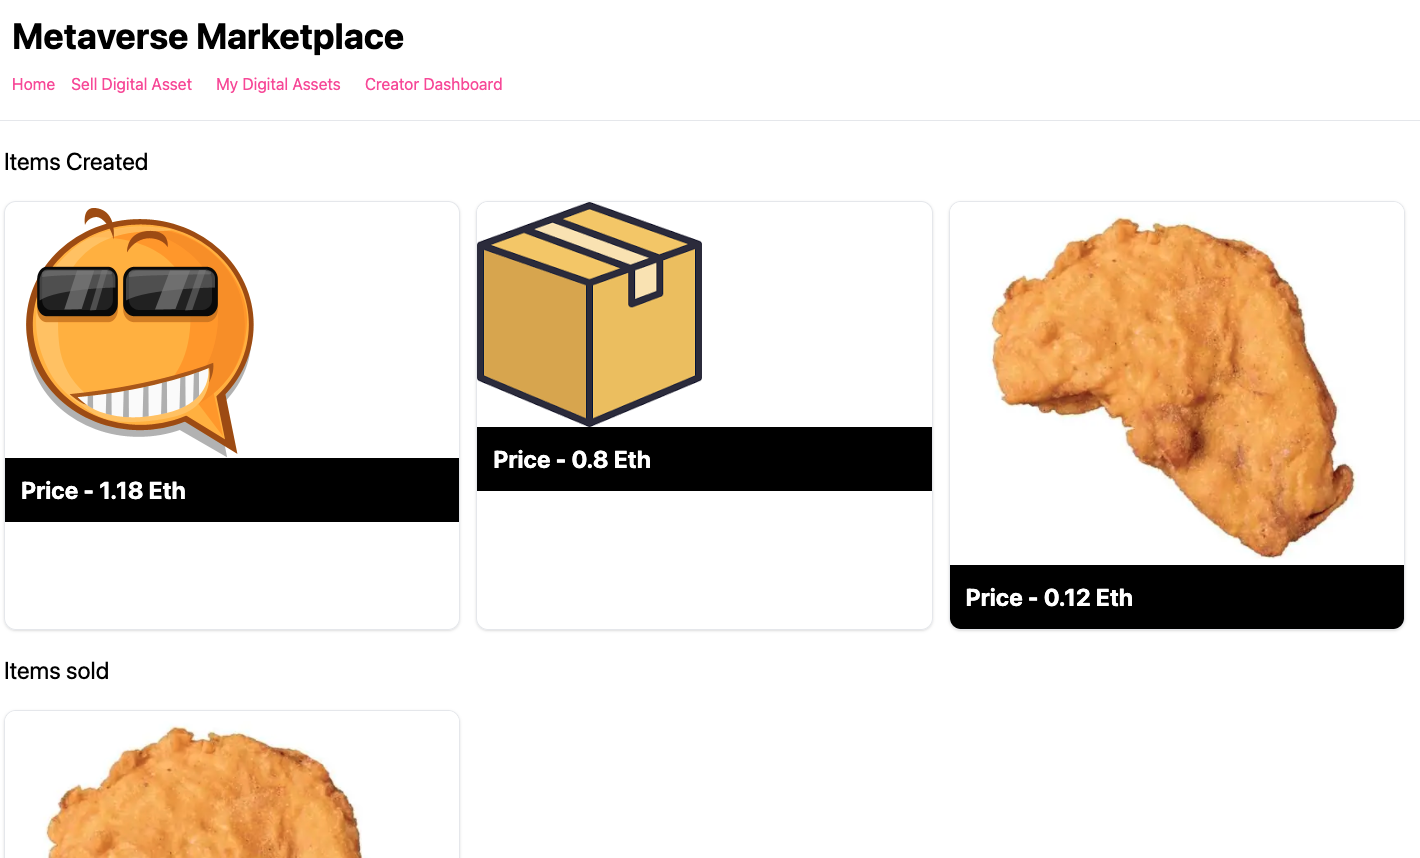 Metaverse Marketplace
Home Sell Digital Asset My Digital Assets Creator Dashboard
Items Created
Price - 1.18 Eth
Price - 0.8 Eth
Price - 0.12 Eth
Items sold